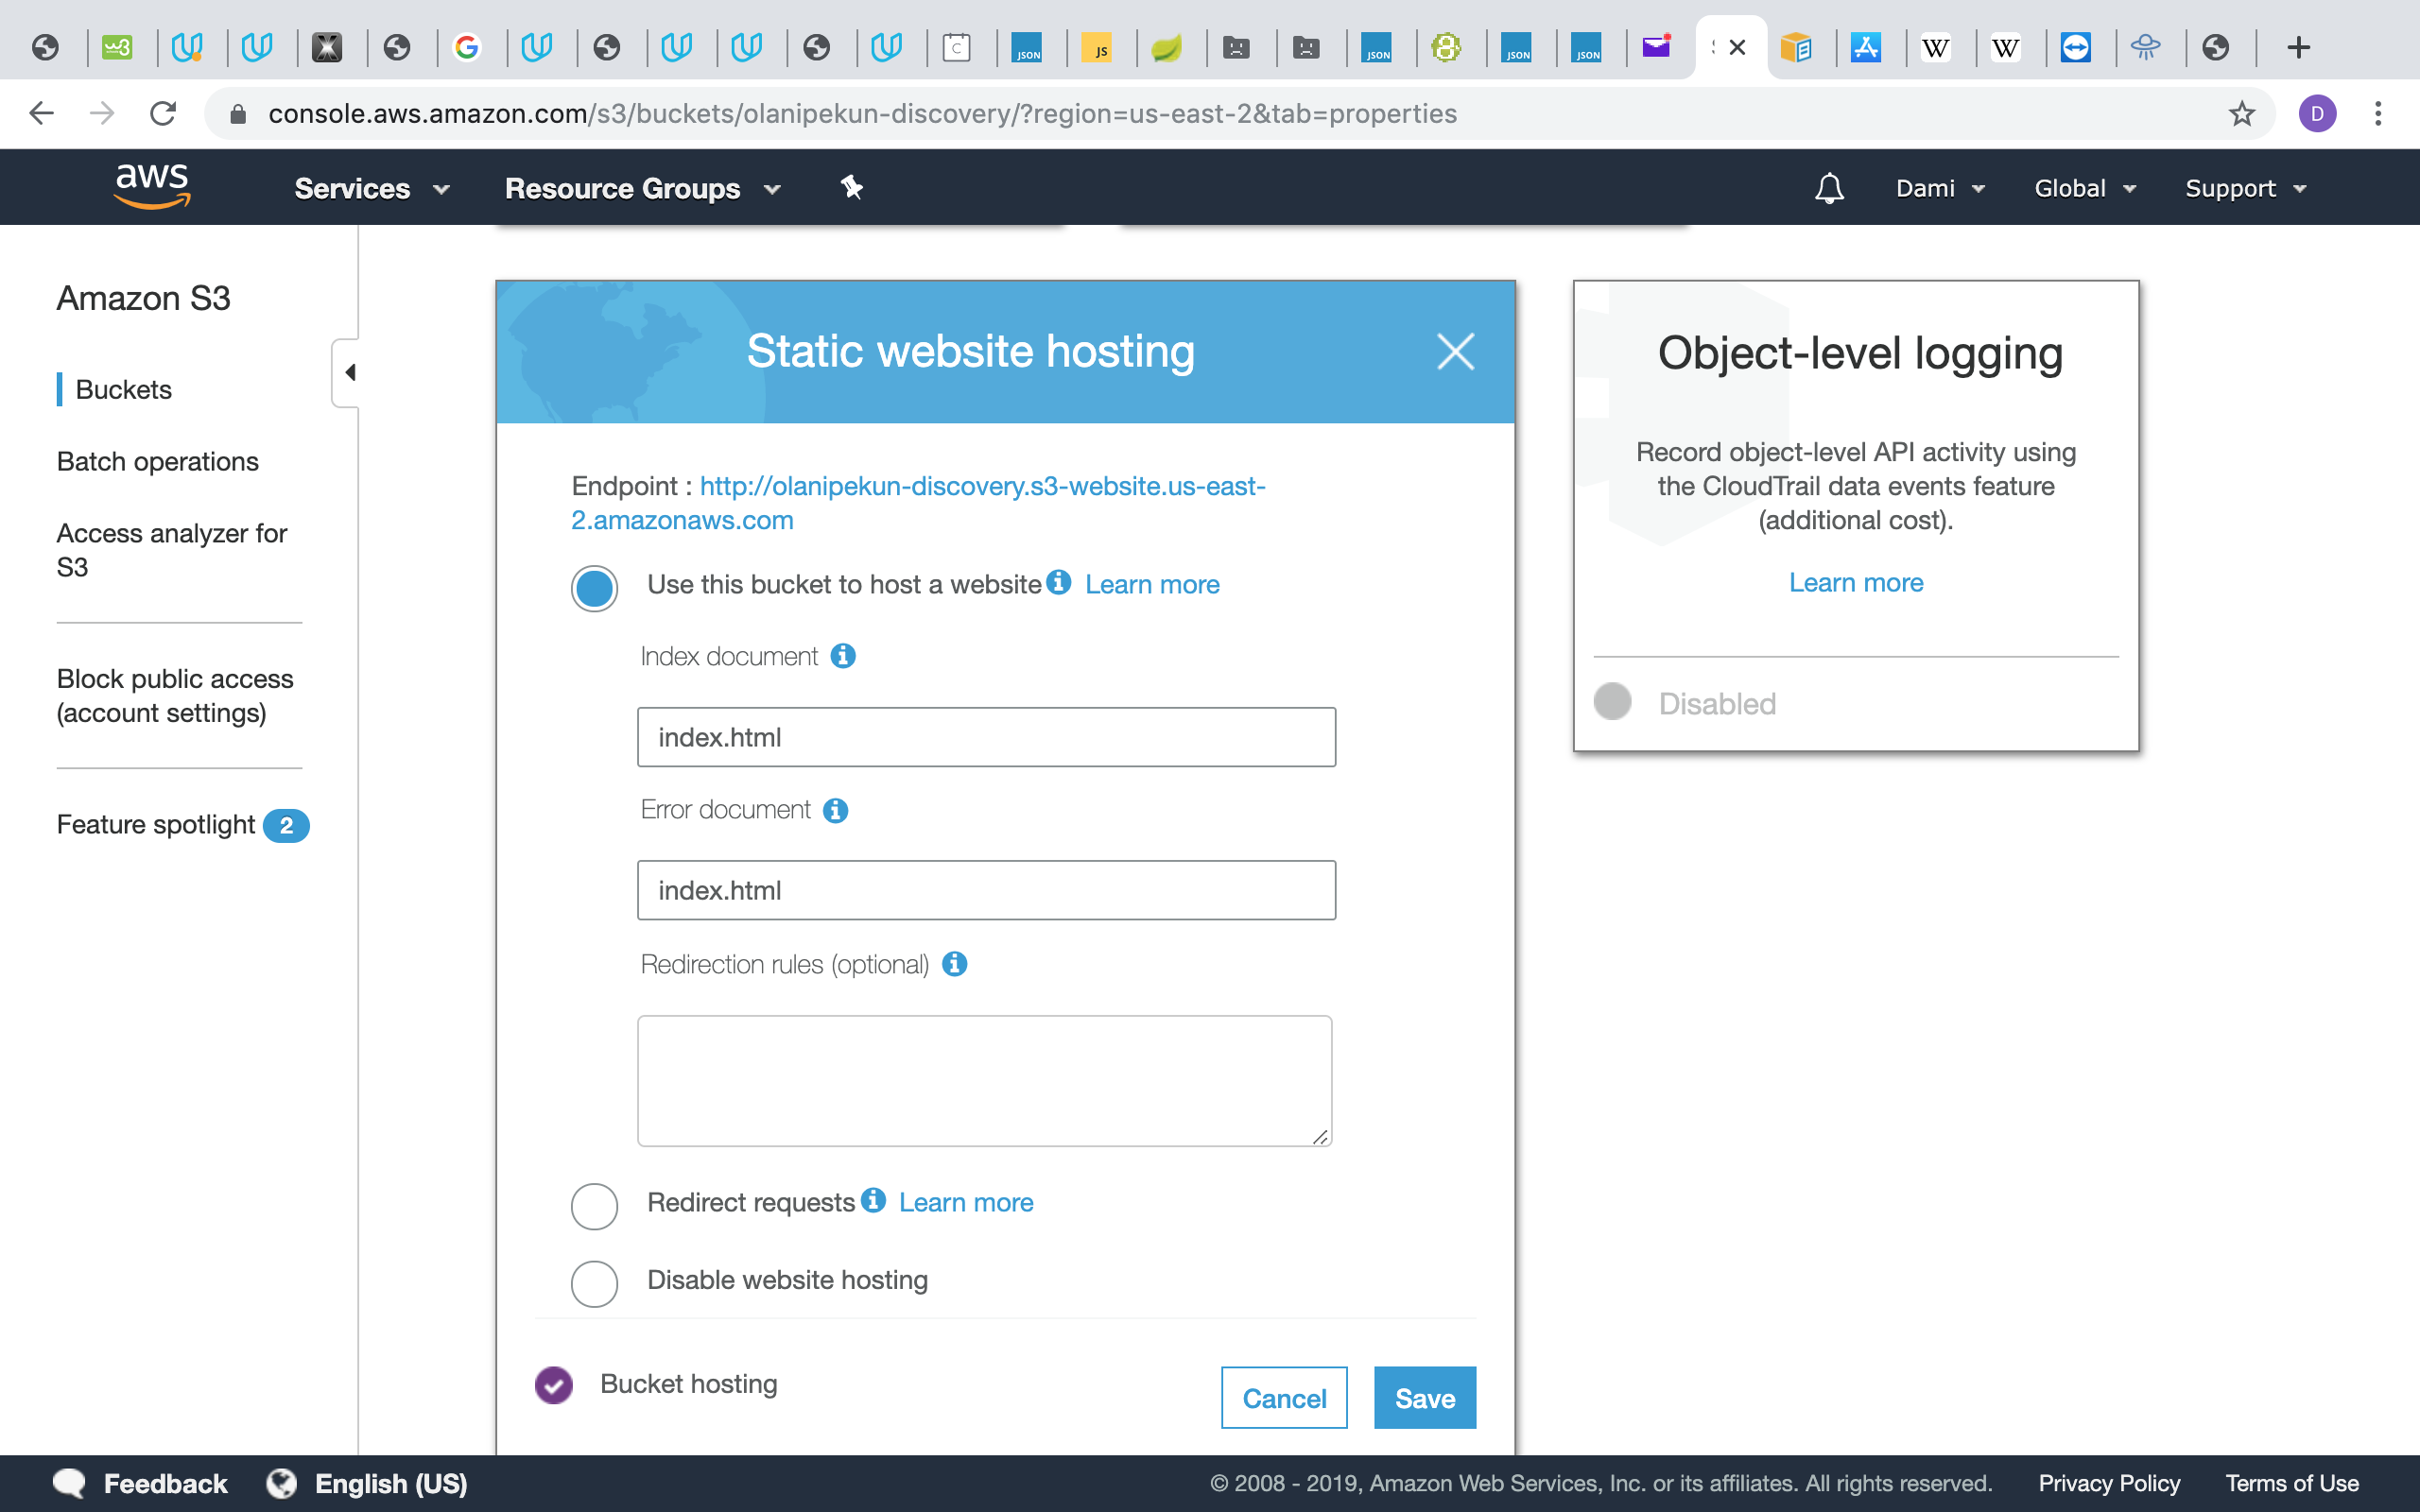 w3
C
JSON
JS
JSON
JSON
JSON
W
W
console.aws.amazon.com/s3/buckets/olanipekun-discovery/?region=us-east-2&tab=properties
D
aws
Services
Resource Groups
Dami
Global
Support
Amazon S3
Buckets
Batch operations
Access analyzer for
S3
Block public access
(account settings)
Feature spotlight 2
Static website hosting
Endpoint : http://olanipekun-discovery.s3-website.us-east-
2.amazonaws.com
Use this bucket to host a website Learn more
Index document
index.html
Error document
index.html
Redirection rules (optional)
Redirect requests Learn more
Disable website hosting
Bucket hosting
Cancel
Save
Object-level logging
Record object-level API activity using
the CloudTrail data events feature
(additional cost).
Learn more
Disabled
Feedback
English (US)
© 2008 - 2019, Amazon Web Services, Inc. or its affiliates. All rights reserved.
Privacy Policy
Terms of Use